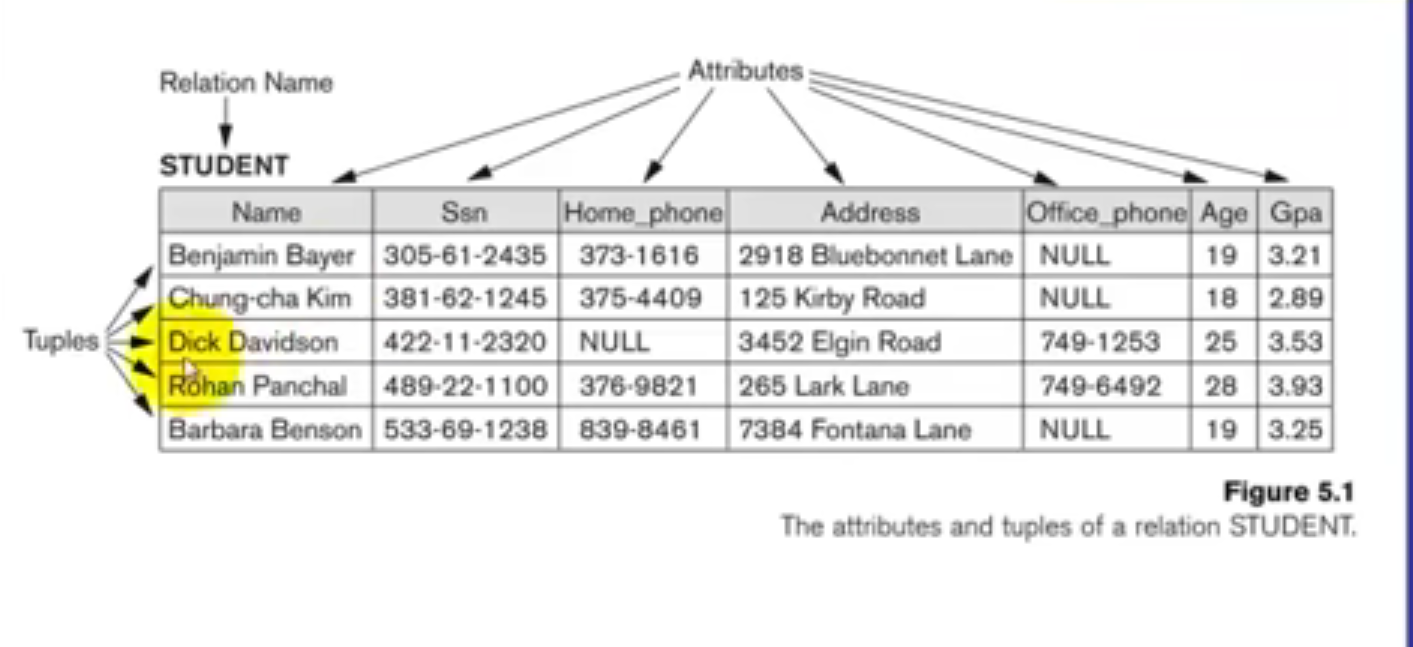 Attributes
Relation Name
STUDENT
Name Ssn Home_phone Address Office_phone Age Gpa
Benjamin Bayer 305-61-2435 373-1616 2918 Bluebonnet Lane NULL 19 3.21
Chung-cha Kim 381-62-1245 375-4409 125 Kirby Road NULL 18 2.89
Tuples Dick Davidson 422-11-2320 NULL 3452 Elgin Road 749-1253 25 3.53
Rohan Panchal 489-22-1100 376-9821 265 Lark Lane 749-6492 28 3.93
Barbara Benson 533-69-1238 839-8461 7384 Fontana Lane NULL 19 3.25
Figure 5.1
The attributes and tuples of a relation STUDENT.